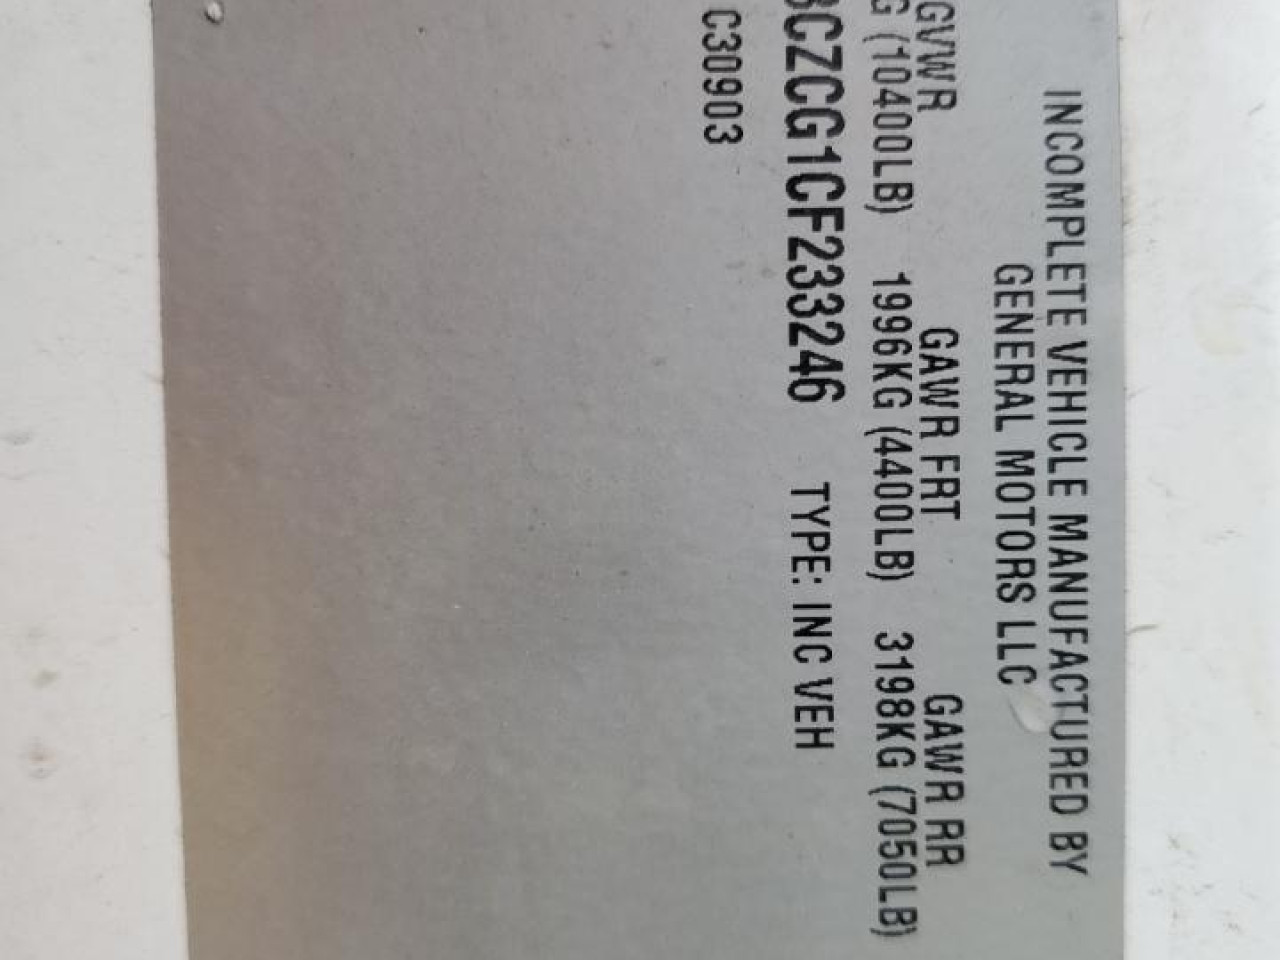 INCOMPLETE VEHICLE MANUFACTURED BY
GENERAL MOTORS LLC
GVWR GAWR FRT GAWR RR
G (10400LB) 1996KG (4400LB) 3198KG (7050LB)
3CZCG1CF233246 TYPE: INC VEH
C30903